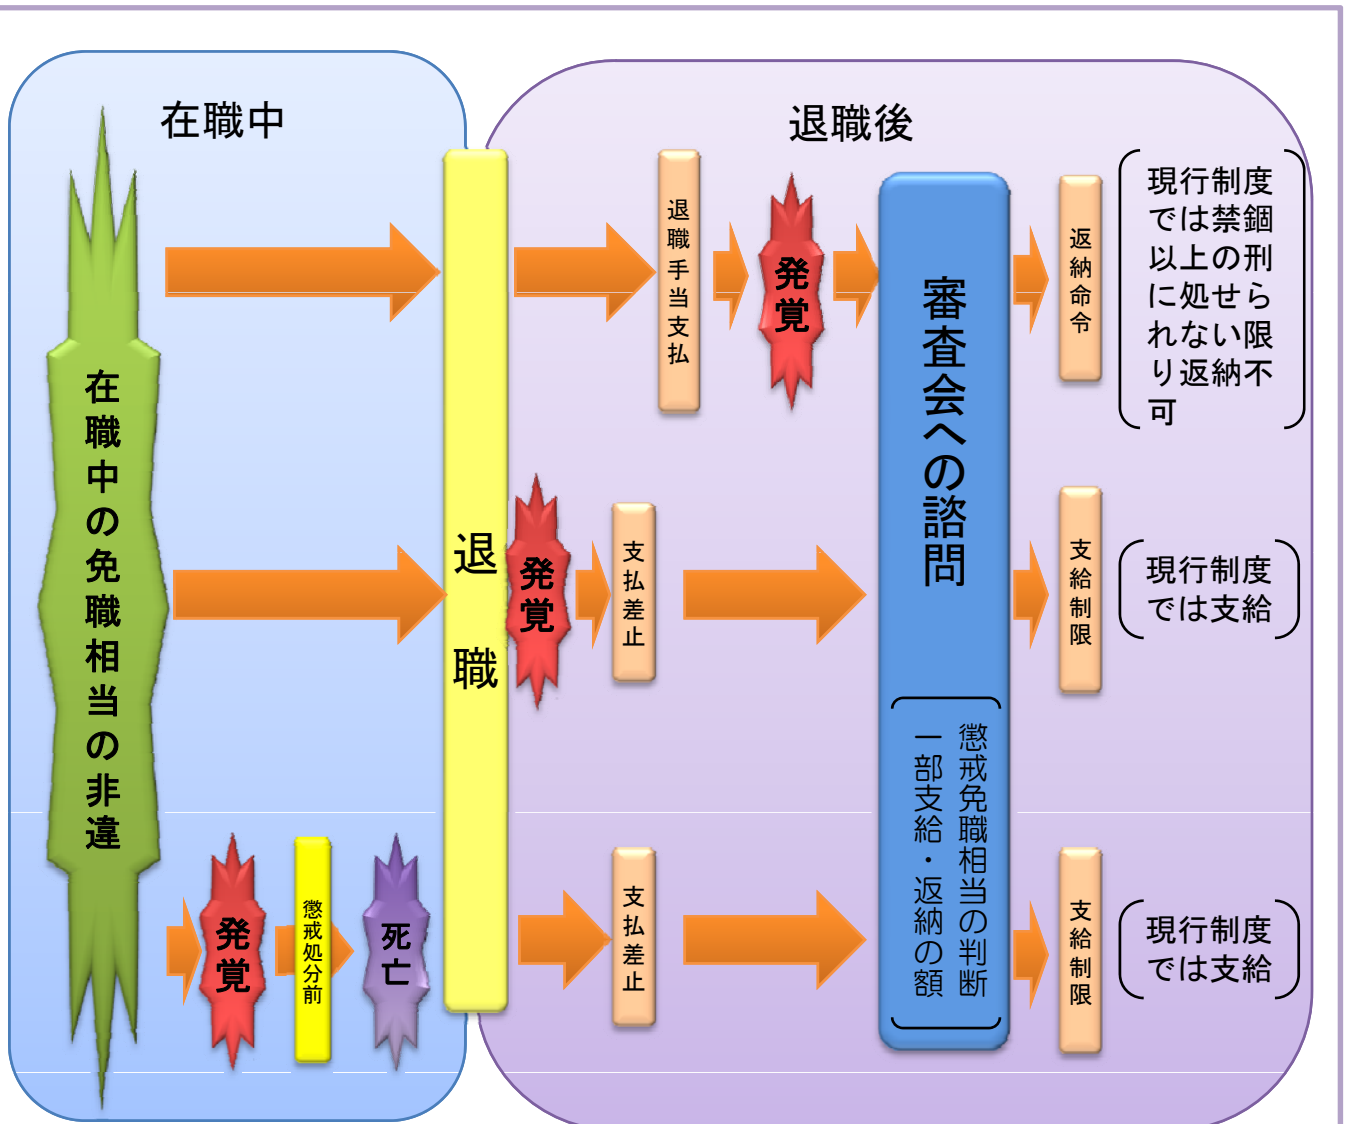 在職中
退職後
在職中の免職相当の非違
退職
退職手当支払
発覚
審査会への諮問
懲戒免職相当の判断
一部支給・返納の額
返納命令
現行制度
では禁錮
以上の刑
に処せら
れない限
り返納不
可
発覚
支払差止
支給制限
現行制度
では支給
発覚
懲戒処分前
死亡
支払差止
支給制限
現行制度
では支給